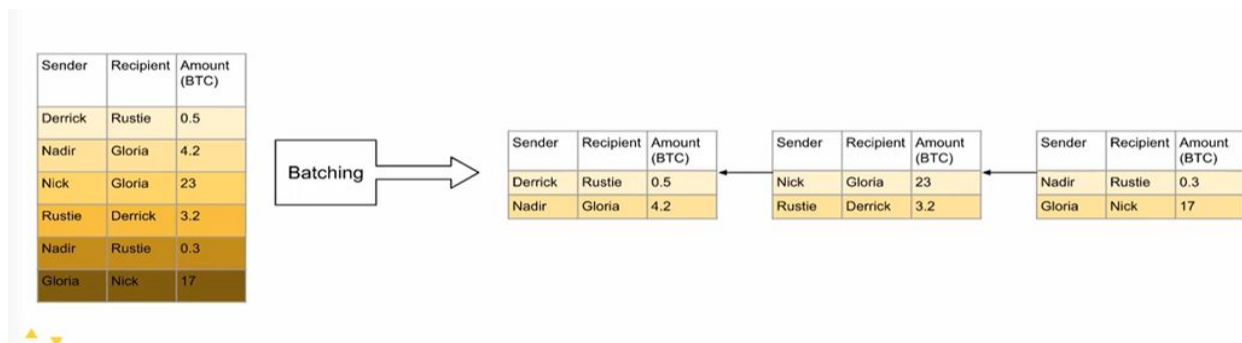 Sender Recipient Amount (BTC)
Derrick Rustie 0.5
Nadir Gloria 4.2
Nick Gloria 23
Rustie Derrick 3.2
Nadir Rustie 0.3
Gloria Nick 17
Batching
Sender Recipient Amount (BTC)
Derrick Rustie 0.5
Nadir Gloria 4.2
Sender Recipient Amount (BTC)
Nick Gloria 23
Rustie Derrick 3.2
Sender Recipient Amount (BTC)
Nadir Rustie 0.3
Gloria Nick 17